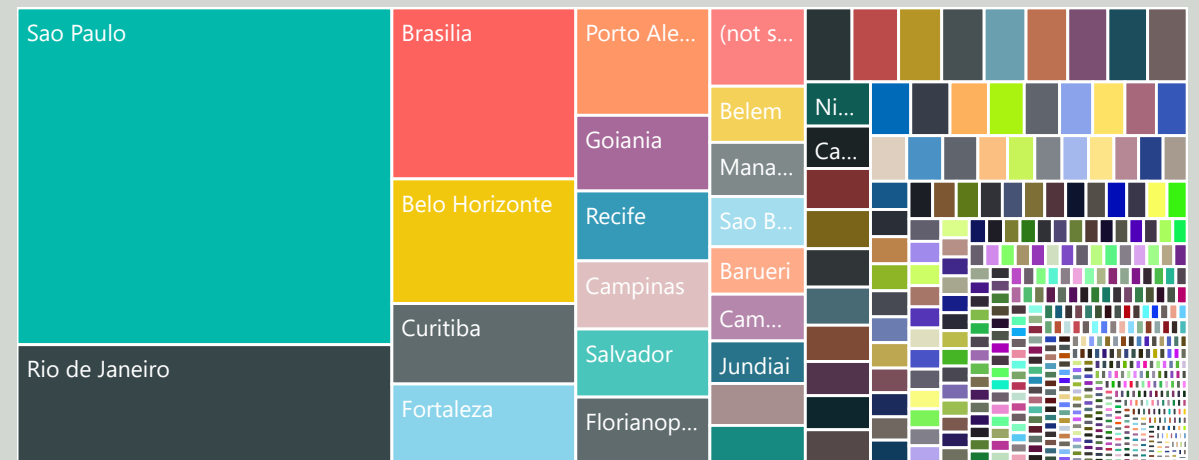 Sao Paulo
Rio de Janeiro
Brasilia
Belo Horizonte
Curitiba
Fortaleza
Porto Ale...
Goiania
Recife
Campinas
Salvador
Florianop...
(not s...
Belem
Mana...
Sao B...
Barueri
Cam...
Jundiai
Ni...
Ca...